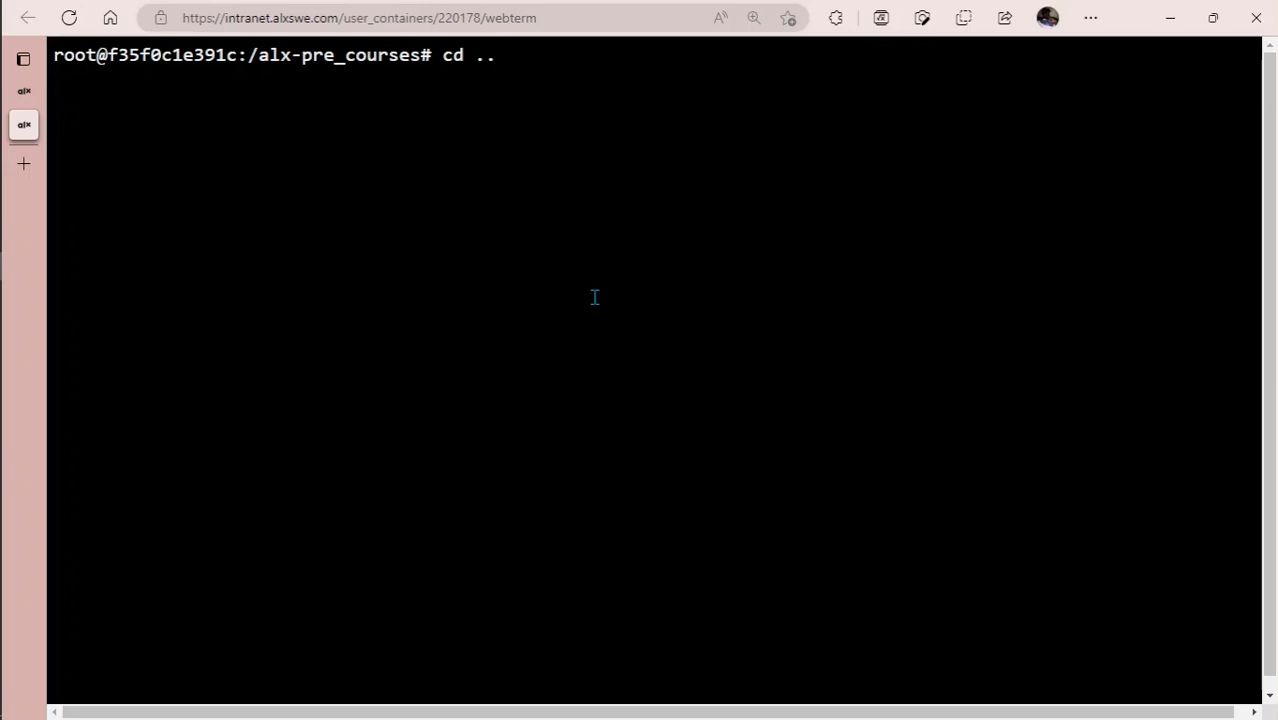 https://intranet.alxswe.com/user_containers/220178/webterm
alx
alx
root@f35f0c1e391c:/alx-pre_courses# cd ..